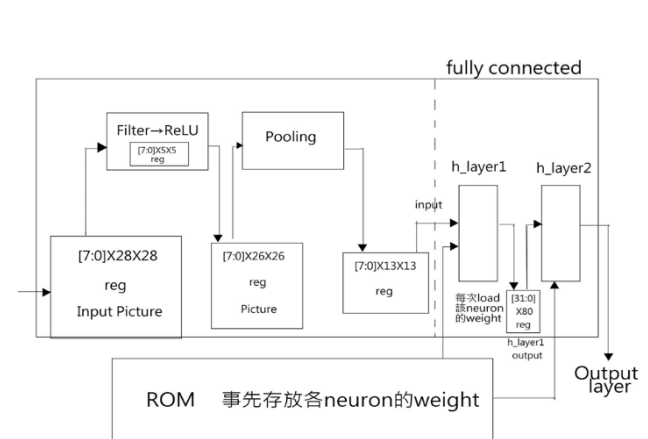 fully connected
Filter→ReLU
[7:0]X5X5
reg
Pooling
h_layer1
h_layer2
input
[7:0]X28X28
reg
Input Picture
[7:0]X26X26
reg
Picture
[7:0]X13X13
reg
每次load
該neuron
的weight
[31:0]
X80
reg
h_layer1
output
Output
layer
ROM 事先存放各neuron的weight